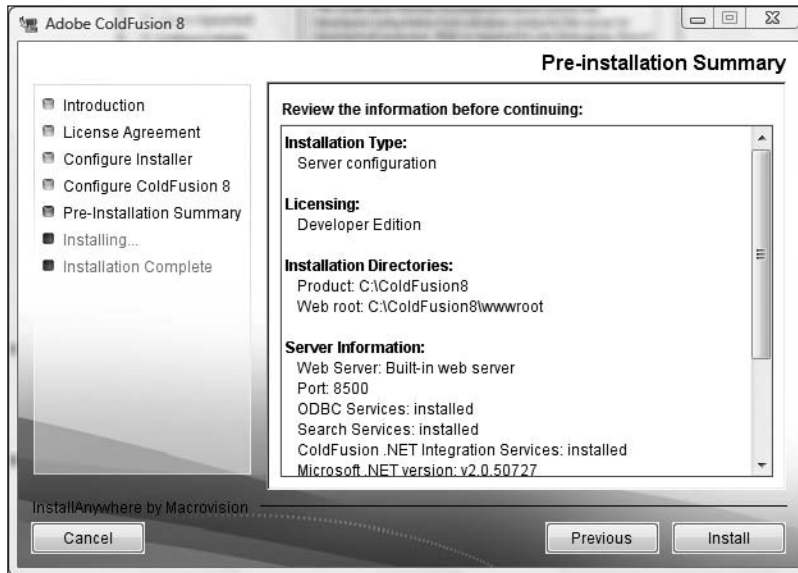 Adobe ColdFusion 8
Pre-installation Summary
Introduction
License Agreement
Configure Installer
Configure ColdFusion 8
Pre-Installation Summary
Installing...
Installation Complete
Review the information before continuing:
Installation Type:
Server configuration
Licensing:
Developer Edition
Installation Directories:
Product: C:\ColdFusion8
Web root: C:\ColdFusion8\wwwroot
Server Information:
Web Server: Built-in web server
Port: 8500
ODBC Services: installed
Search Services: installed
ColdFusion .NET Integration Services: installed
Microsoft .NET version: v2.0.50727
InstallAnywhere by Macrovision
Cancel
Previous
Install